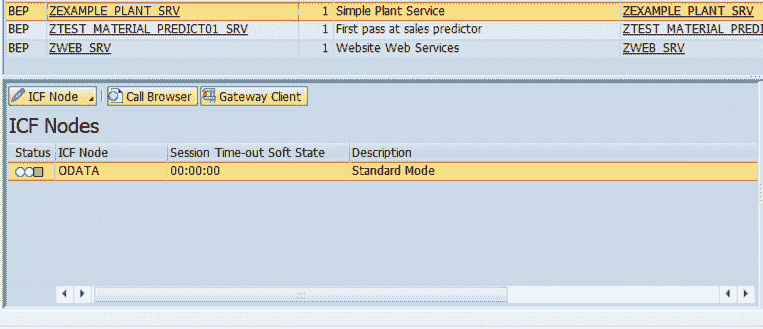 BEP ZEXAMPLE_PLANT_SRV 1 Simple Plant Service ZEXAMPLE_PLANT_SRV
BEP ZTEST_MATERIAL_PREDICT01_SRV 1 First pass at sales predictor ZTEST_MATERIAL_PREDI
BEP ZWEB_SRV 1 Website Web Services ZWEB_SRV
ICF Node Call Browser Gateway Client
ICF Nodes
Status ICF Node Session Time-out Soft State Description
ODATA 00:00:00 Standard Mode